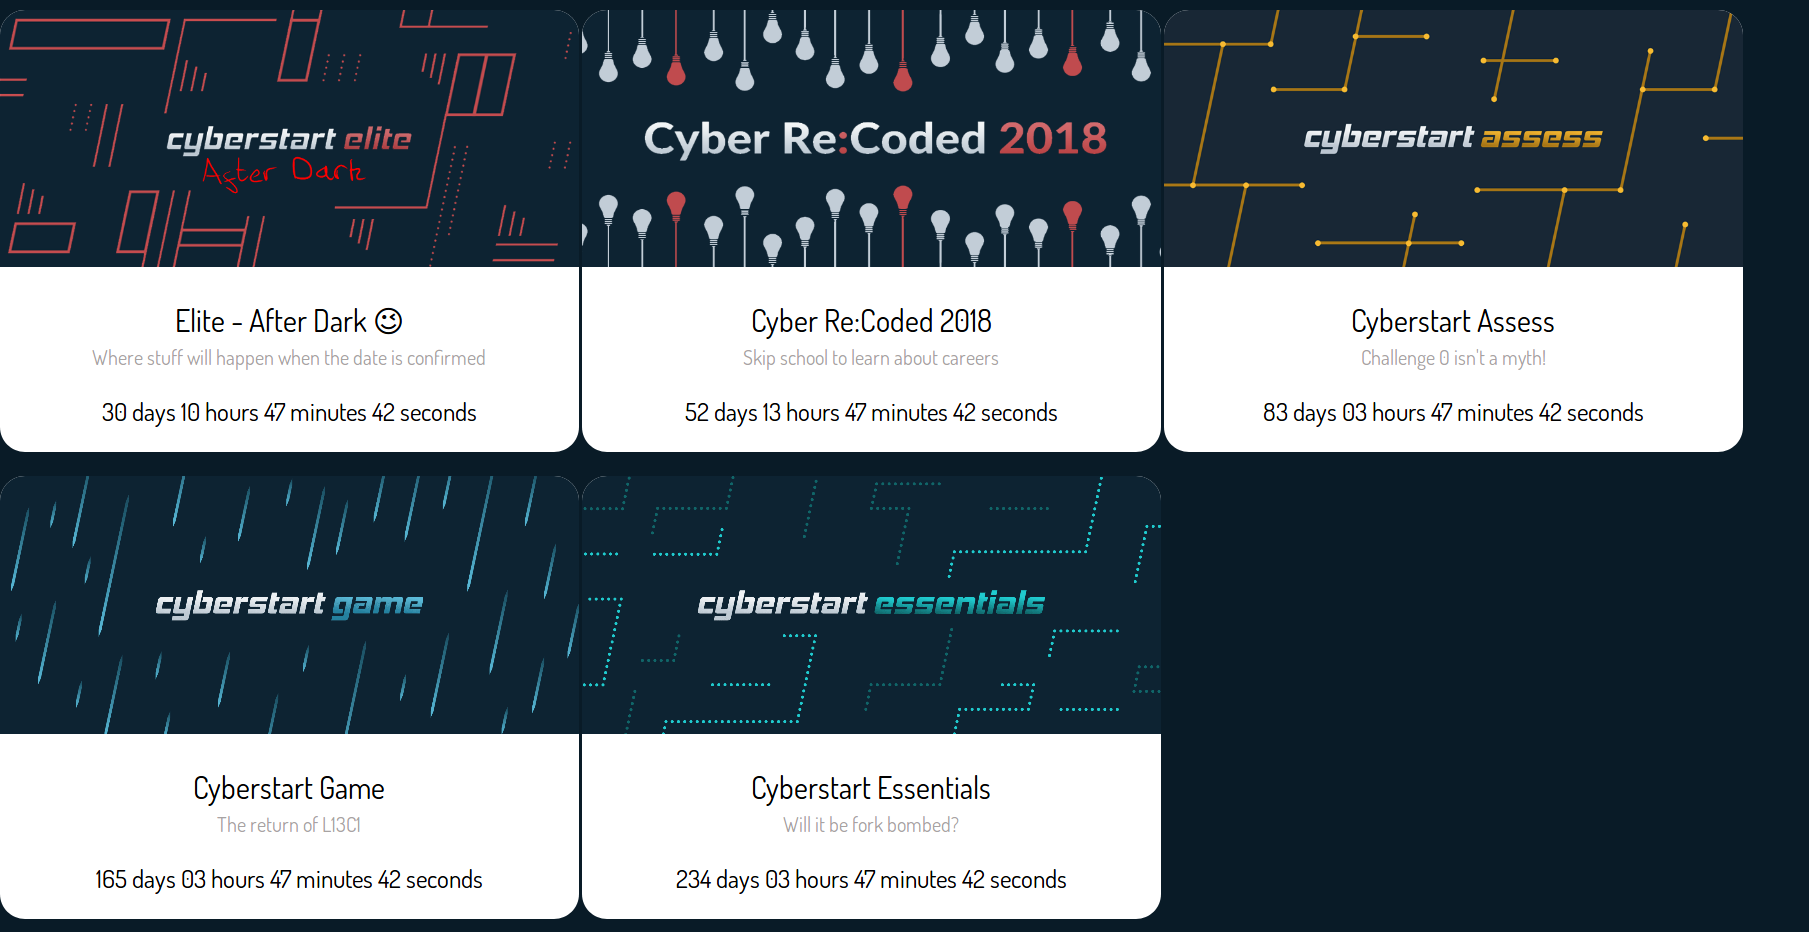 cyberstart elite
After Dark
Elite - After Dark 😉
Where stuff will happen when the date is confirmed
30 days 10 hours 47 minutes 42 seconds
Cyber Re:Coded 2018
Cyber Re:Coded 2018
Skip school to learn about careers
52 days 13 hours 47 minutes 42 seconds
cyberstart assess
Cyberstart Assess
Challenge 0 isn't a myth!
83 days 03 hours 47 minutes 42 seconds
cyberstart game
Cyberstart Game
The return of L13C1
165 days 03 hours 47 minutes 42 seconds
cyberstart essentials
Cyberstart Essentials
Will it be fork bombed?
234 days 03 hours 47 minutes 42 seconds